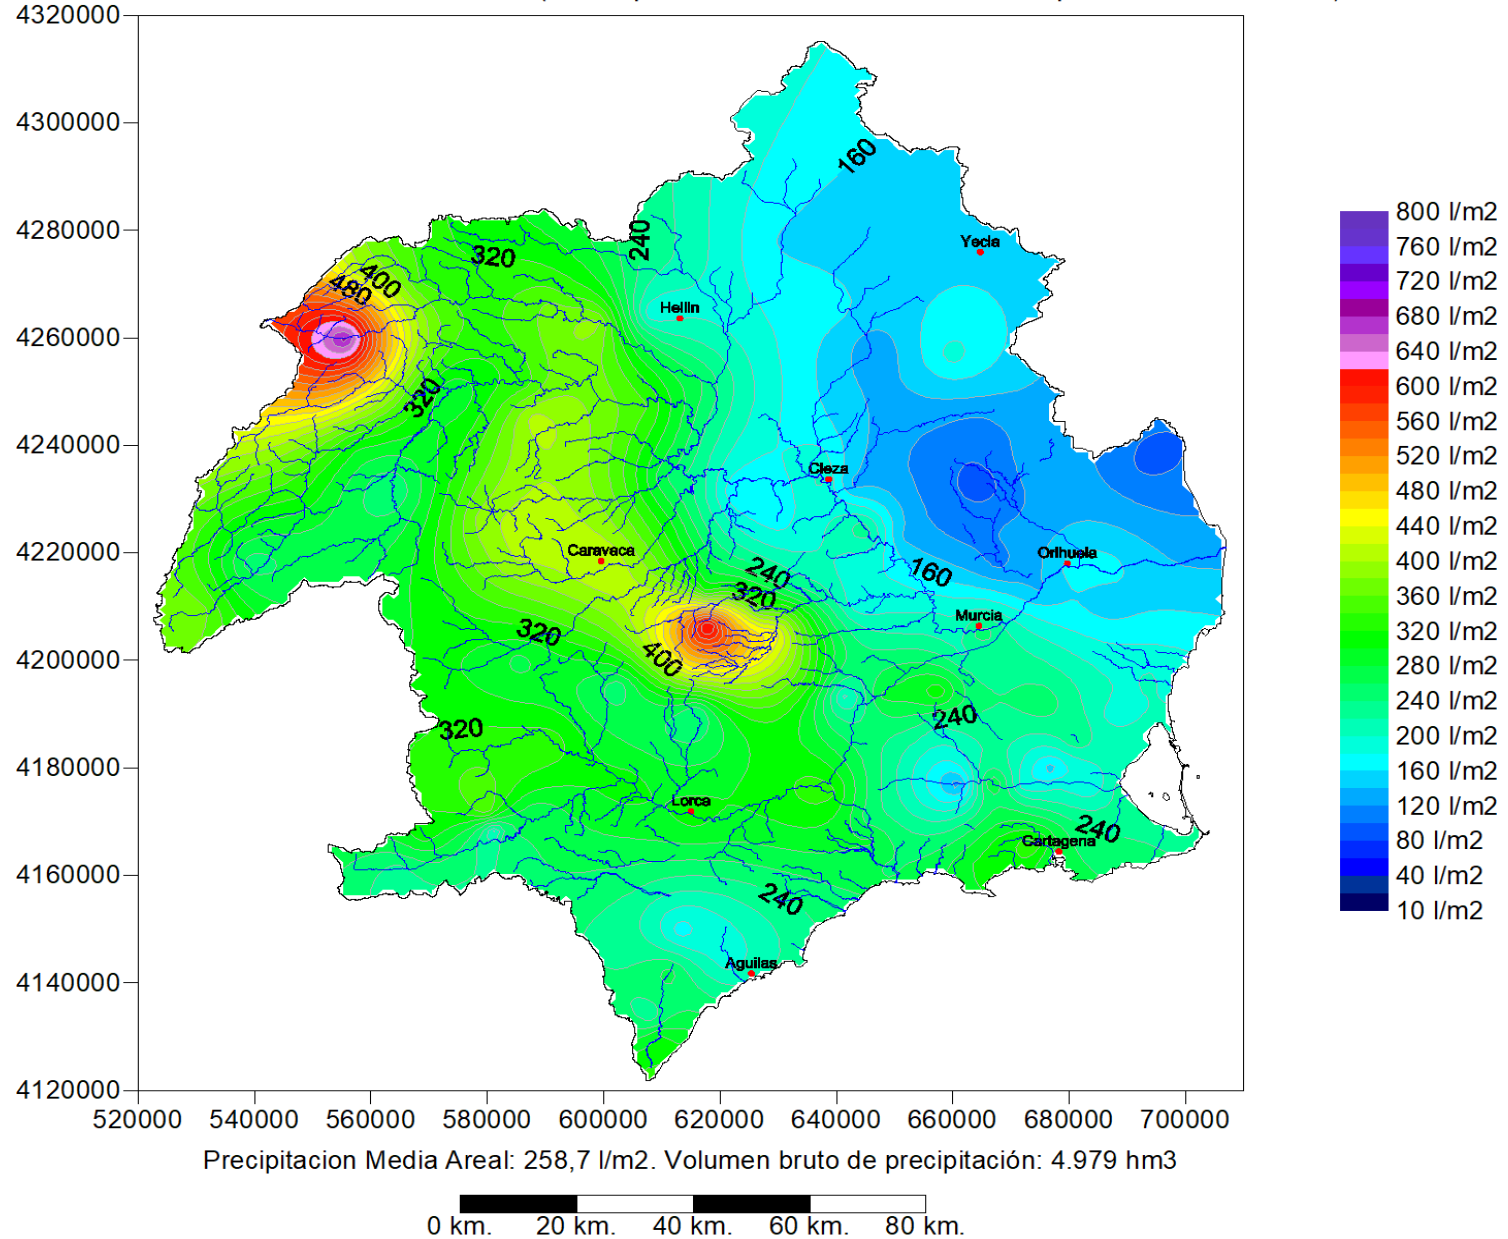 4320000
4300000
160
4280000
240
320
Yecla
400
480
Hellin
4260000
320
4240000
Cieza
4220000
Caravaca
Orihuela
240
160
320
Murcia
320
400
4200000
240
320
4180000
Lorca
240
Cartagena
4160000
240
Aguilas
4140000
4120000
520000 540000 560000 580000 600000 620000 640000 660000 680000 700000
800 l/m2
760 l/m2
720 l/m2
680 l/m2
640 l/m2
600 l/m2
560 l/m2
520 l/m2
480 l/m2
440 l/m2
400 l/m2
360 l/m2
320 l/m2
280 l/m2
240 l/m2
200 l/m2
160 l/m2
120 l/m2
80 l/m2
40 l/m2
10 l/m2
Precipitacion Media Areal: 258,7 l/m2. Volumen bruto de precipitación: 4.979 hm3
0 km. 20 km. 40 km. 60 km. 80 km.